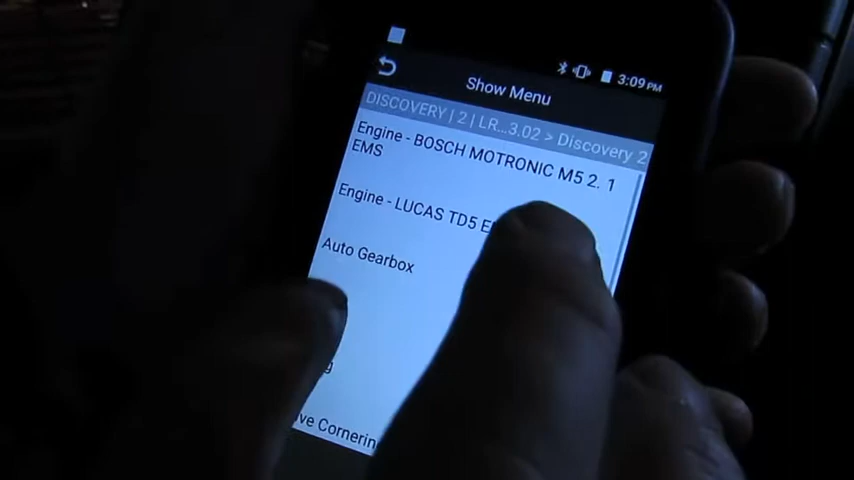 3:09 PM
Show Menu
DISCOVERY | 2 | LR...3.02 > Discovery 2
Engine - BOSCH MOTRONIC M5 2. 1
EMS
Engine - LUCAS TD5
Auto Gearbox